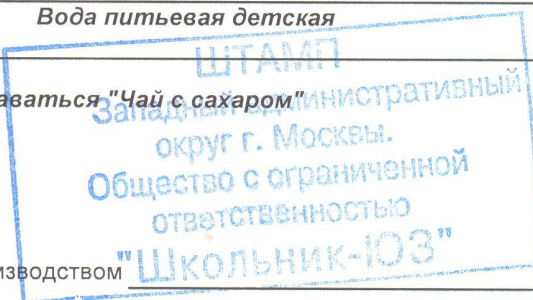 Вода питьевая детская
ШТАМП
аваться "Чай с сахаром"
Западный административный
округ г. Москвы.
Общество с ограниченной
ответственностью
"Школьник-ЮЗ"
изводством